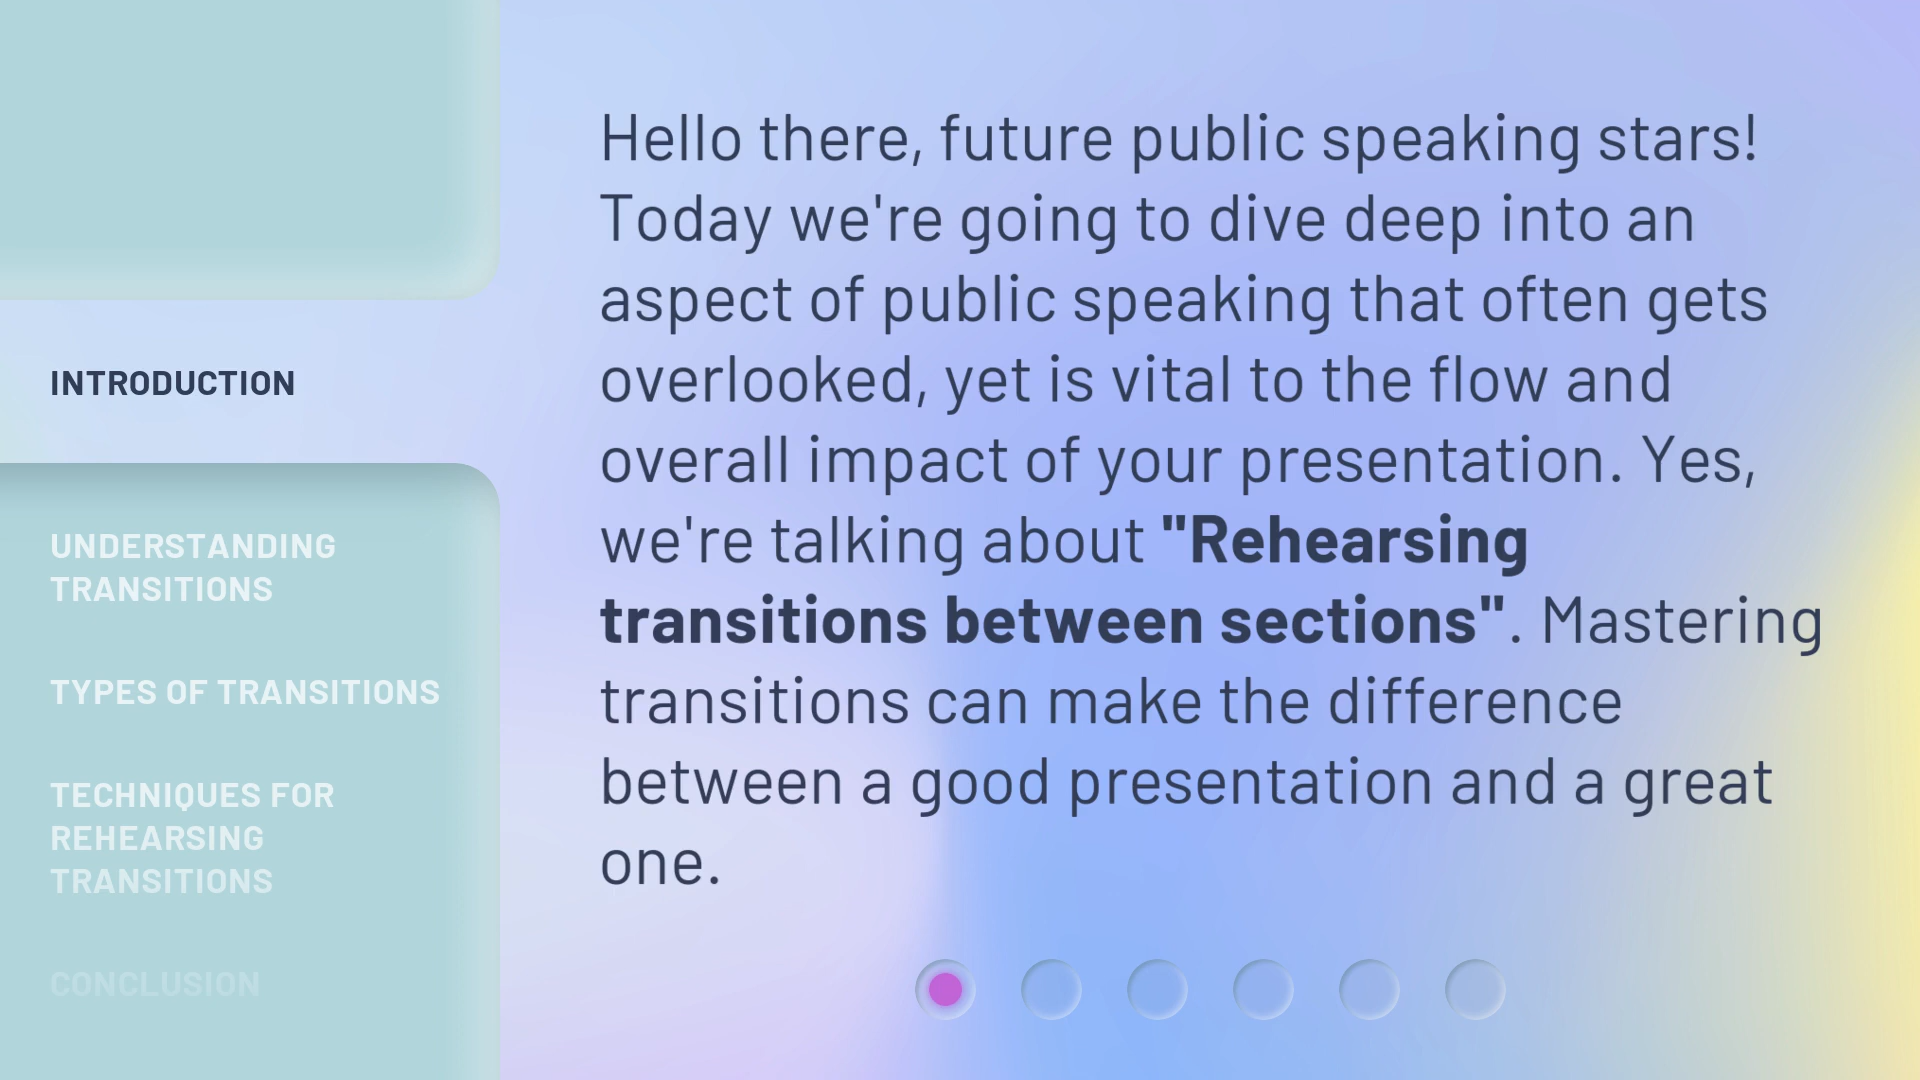 INTRODUCTION
UNDERSTANDING
TRANSITIONS
TYPES OF TRANSITIONS
TECHNIQUES FOR
REHEARSING
TRANSITIONS
CONCLUSION
Hello there, future public speaking stars!
Today we're going to dive deep into an
aspect of public speaking that often gets
overlooked, yet is vital to the flow and
overall impact of your presentation. Yes,
we're talking about "Rehearsing
transitions between sections". Mastering
transitions can make the difference
between a good presentation and a great
one.